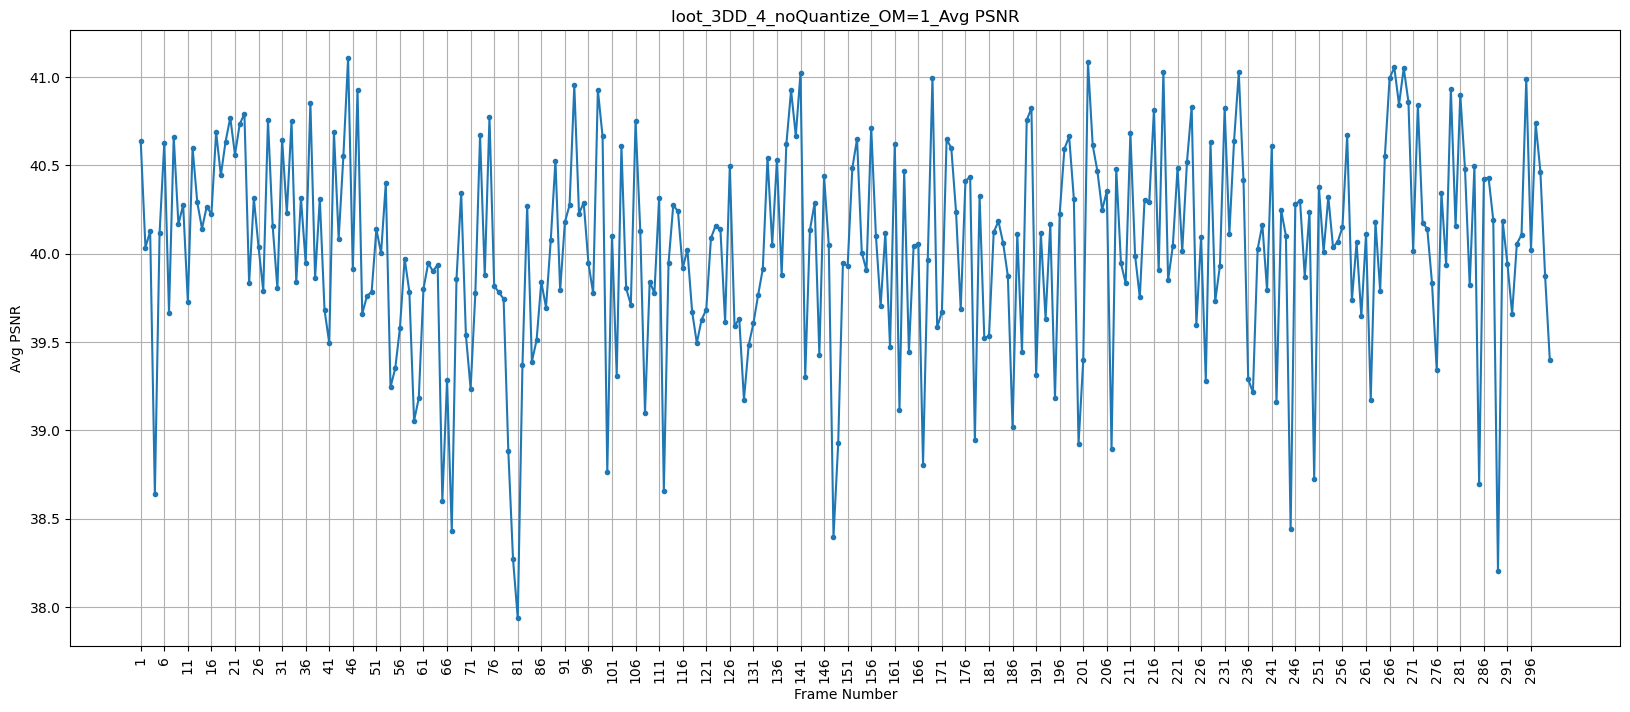 loot_3DD_4_noQuantize_OM=1_Avg PSNR
Avg PSNR
41.0
40.5
40.0
39.5
39.0
38.5
38.0
1 6 11 16 21 26 31 36 41 46 51 56 61 66 71 76 81 86 91 96 101 106 111 116 121 126 131 136 141 146 151 156 161 166 171 176 181 186 191 196 201 206 211 216 221 226 231 236 241 246 251 256 261 266 271 276 281 286 291 296
Frame Number